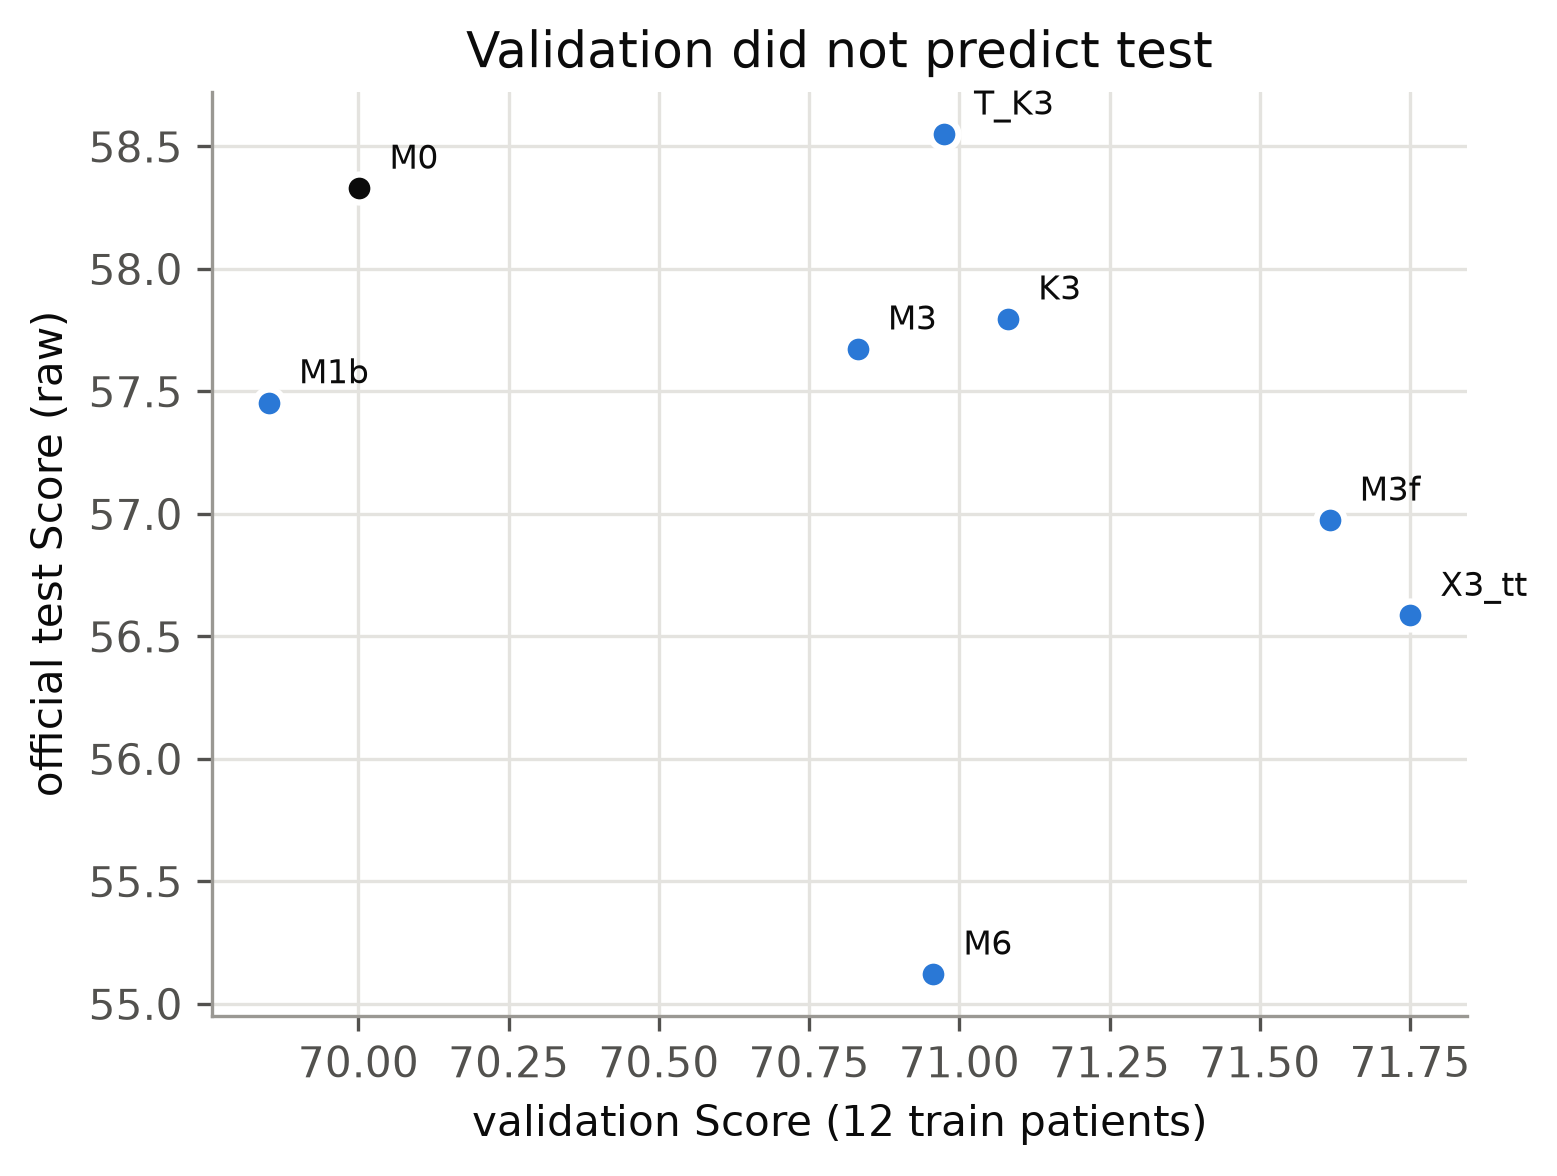 Validation did not predict test
T_K3
58.5
M0
58.0
K3
M3
M1b
57.5
M3f
57.0
X3_tt
56.5
56.0
55.5
M6
55.0
official test Score (raw)
70.00 70.25 70.50 70.75 71.00 71.25 71.50 71.75
validation Score (12 train patients)